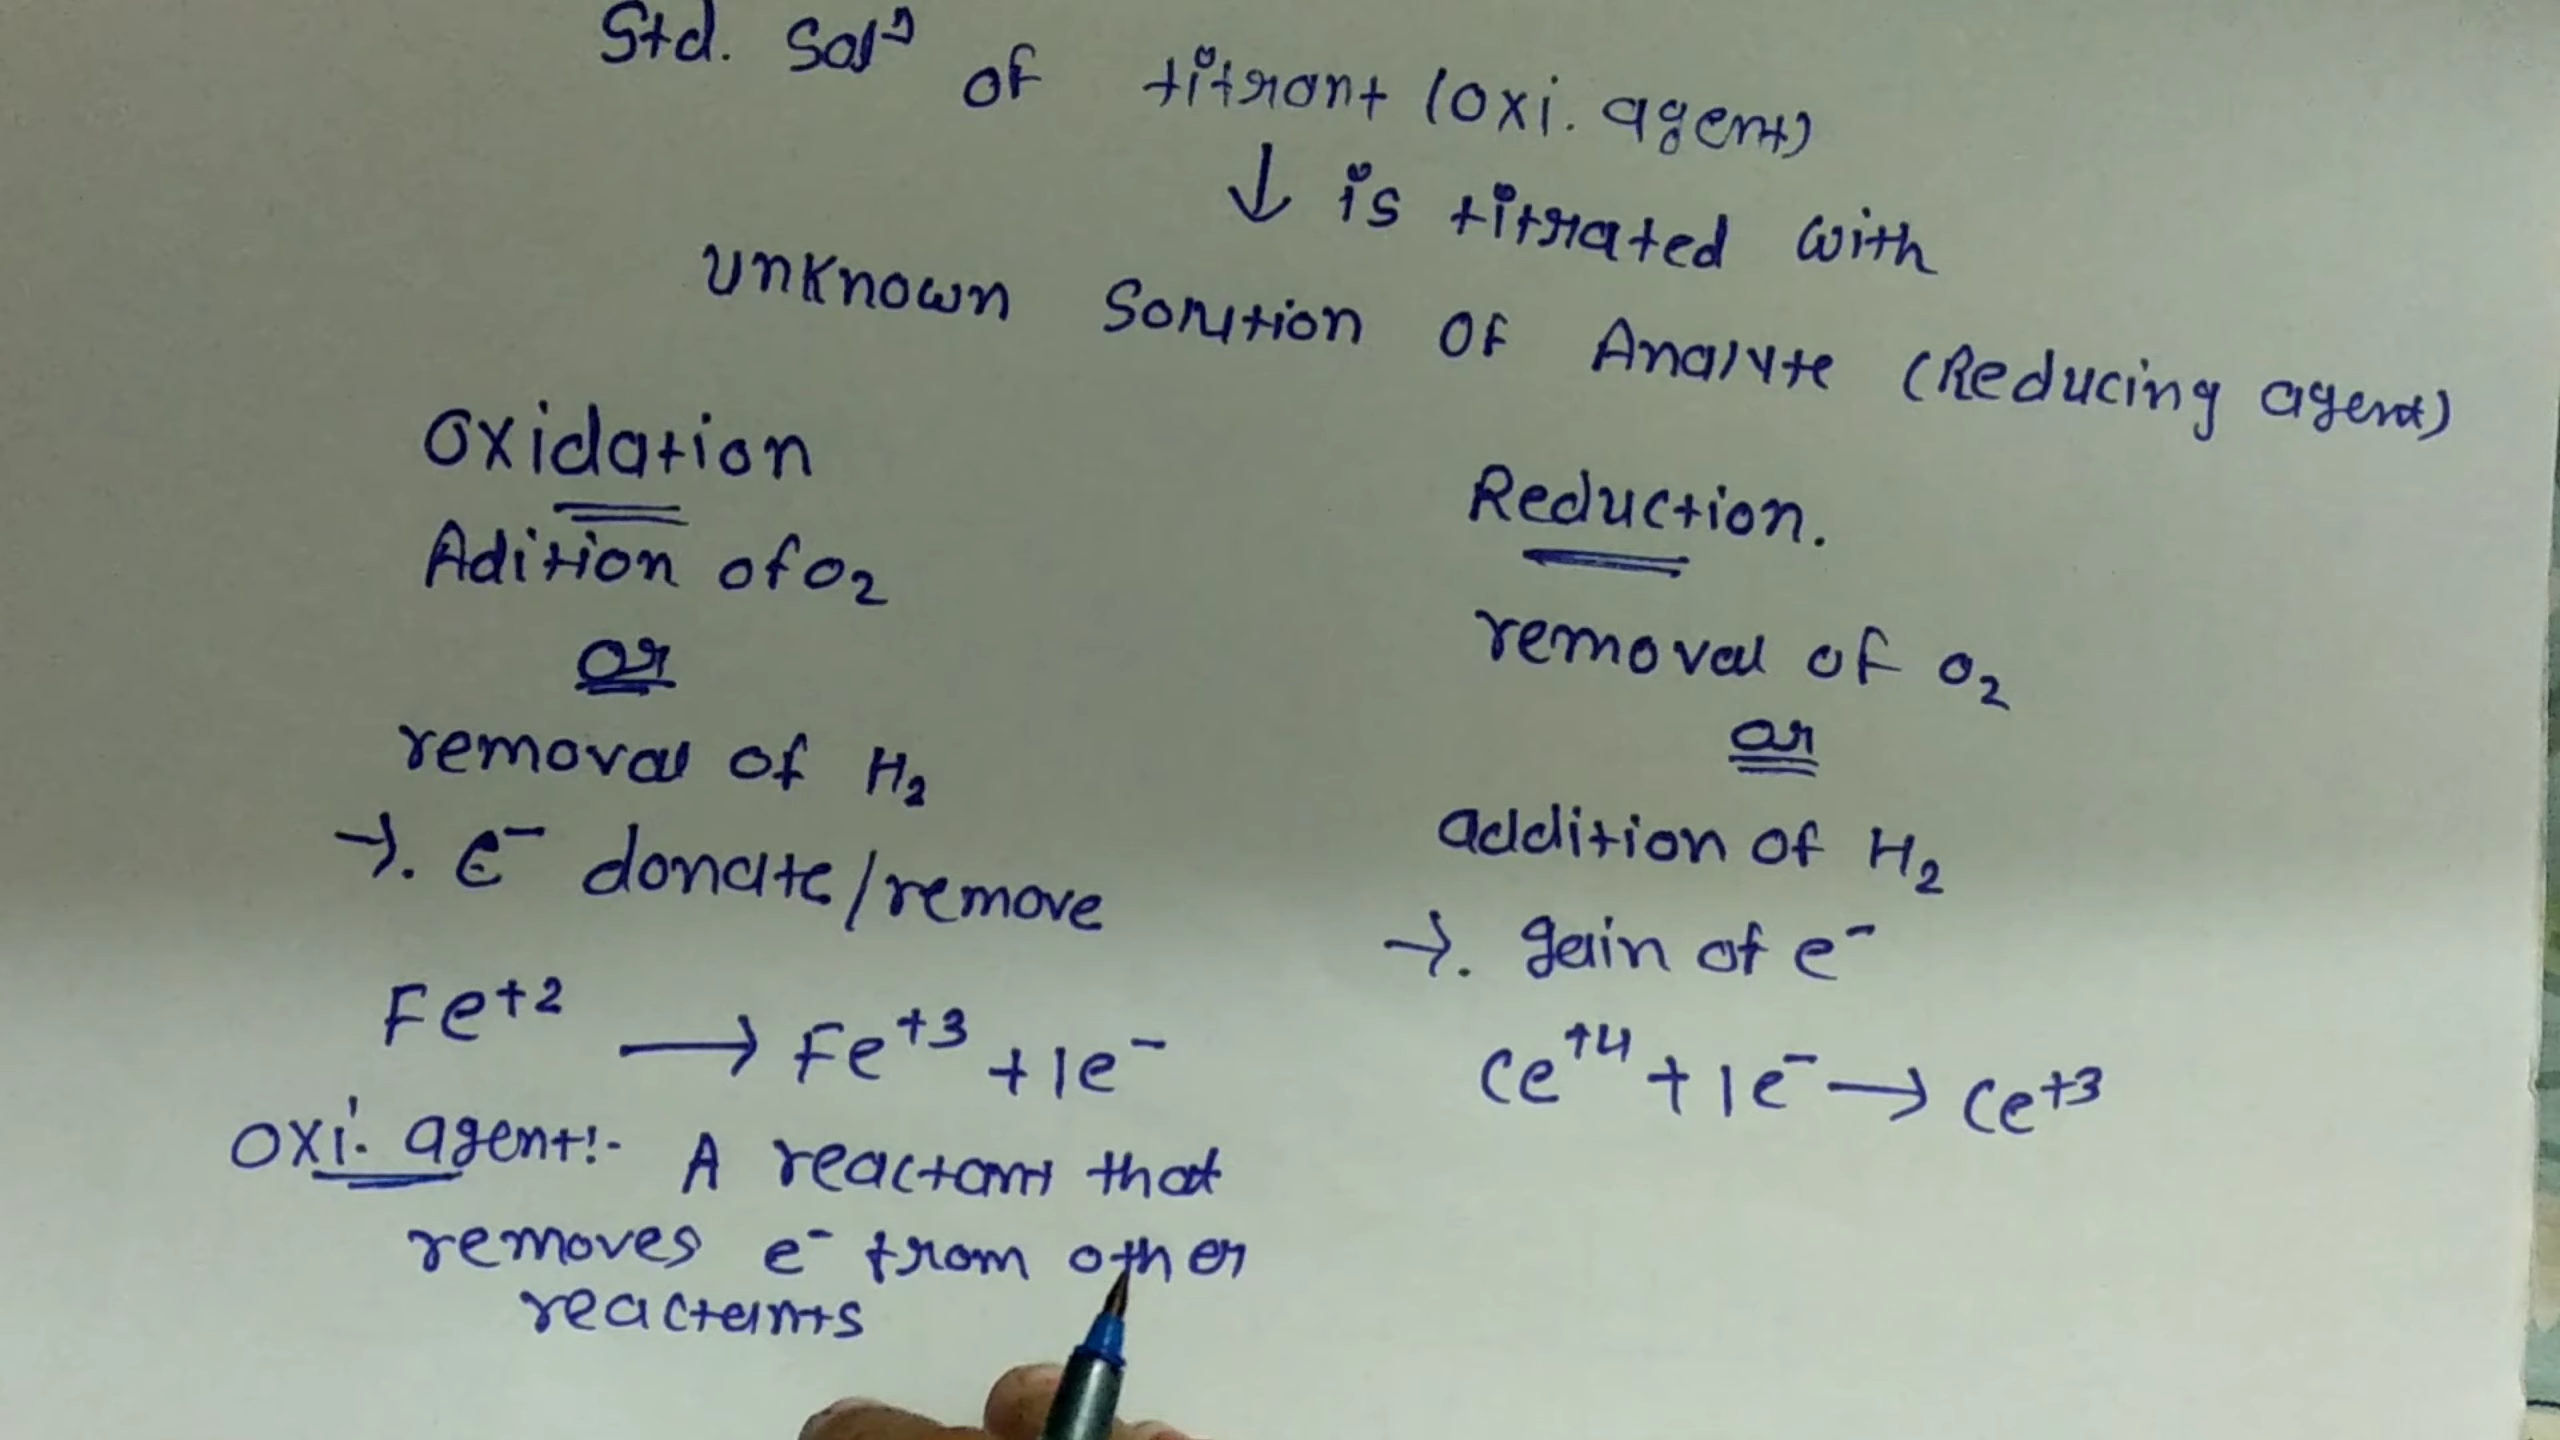 Std. Solⁿ of titrant (oxi. agent)
↓ is titrated with
unknown Solution of Analyte (Reducing agent)
Oxidation
Adition of O₂
or
removal of H₂
→. e⁻ donate/remove
Fe⁺² → Fe⁺³ + 1e⁻
Oxi. agent:- A reactant that
removes e⁻ from other
reactants
Reduction.
removal of O₂
or
addition of H₂
→. gain of e⁻
Ce⁺⁴ + 1e⁻ → Ce⁺³